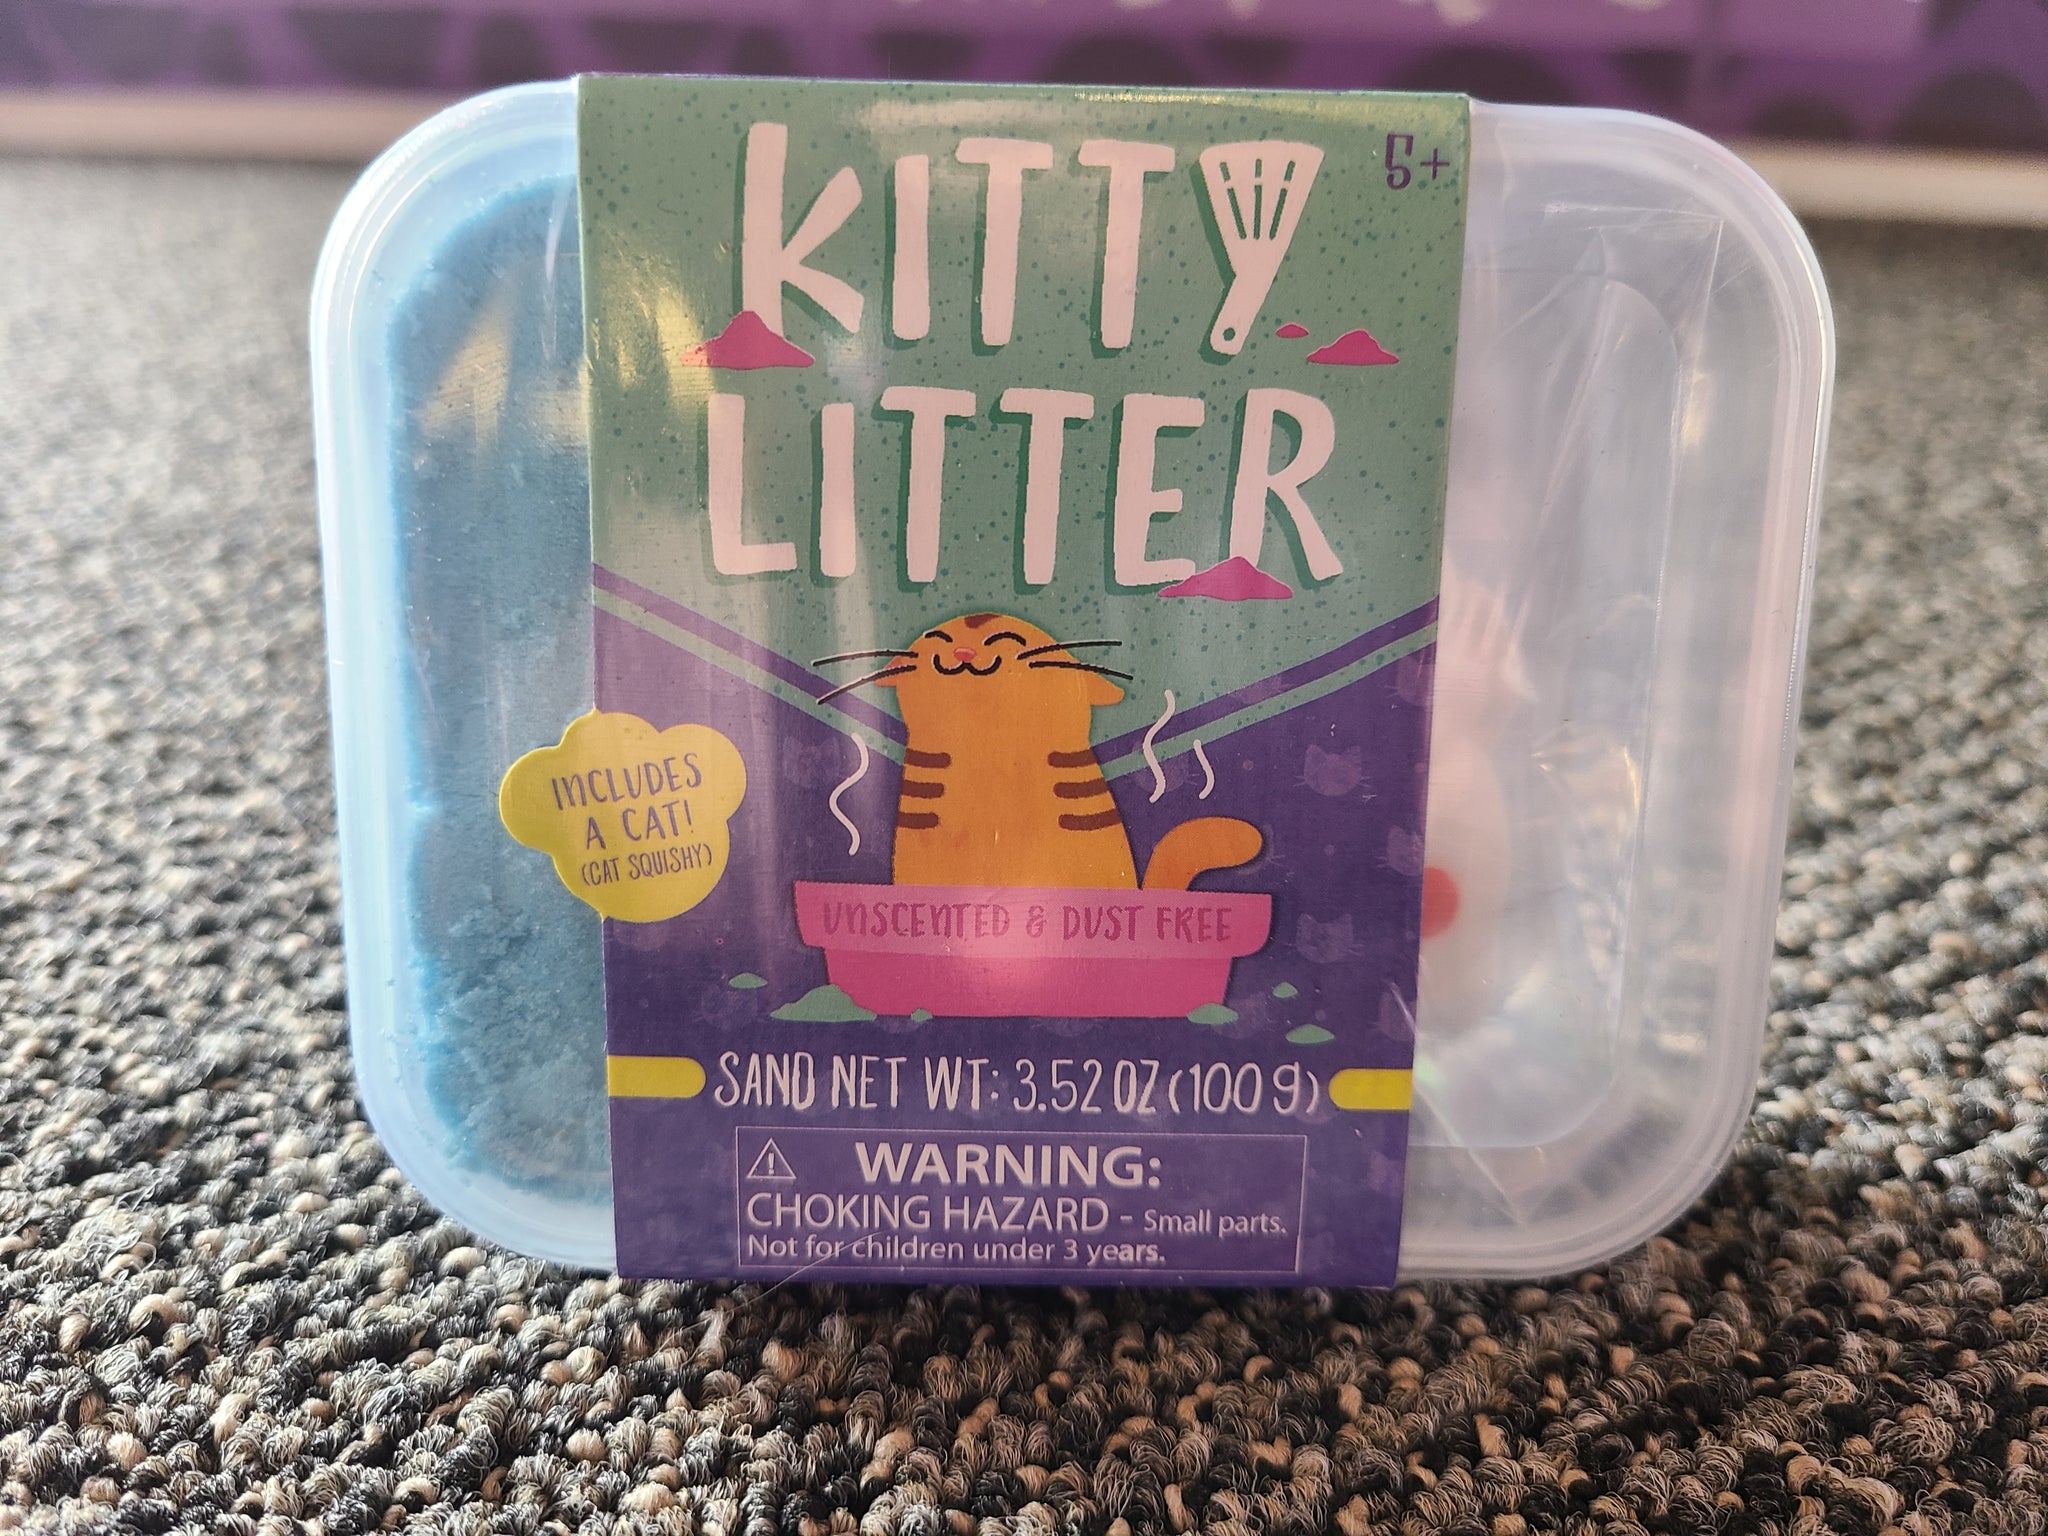 KITTY
5+
LITTER
INCLUDES
A CAT!
(CAT SQUISHY)
UNSCENTED & DUST FREE
SAND NET WT: 3.52 OZ (100 g)
WARNING:
CHOKING HAZARD - Small parts.
Not for children under 3 years.